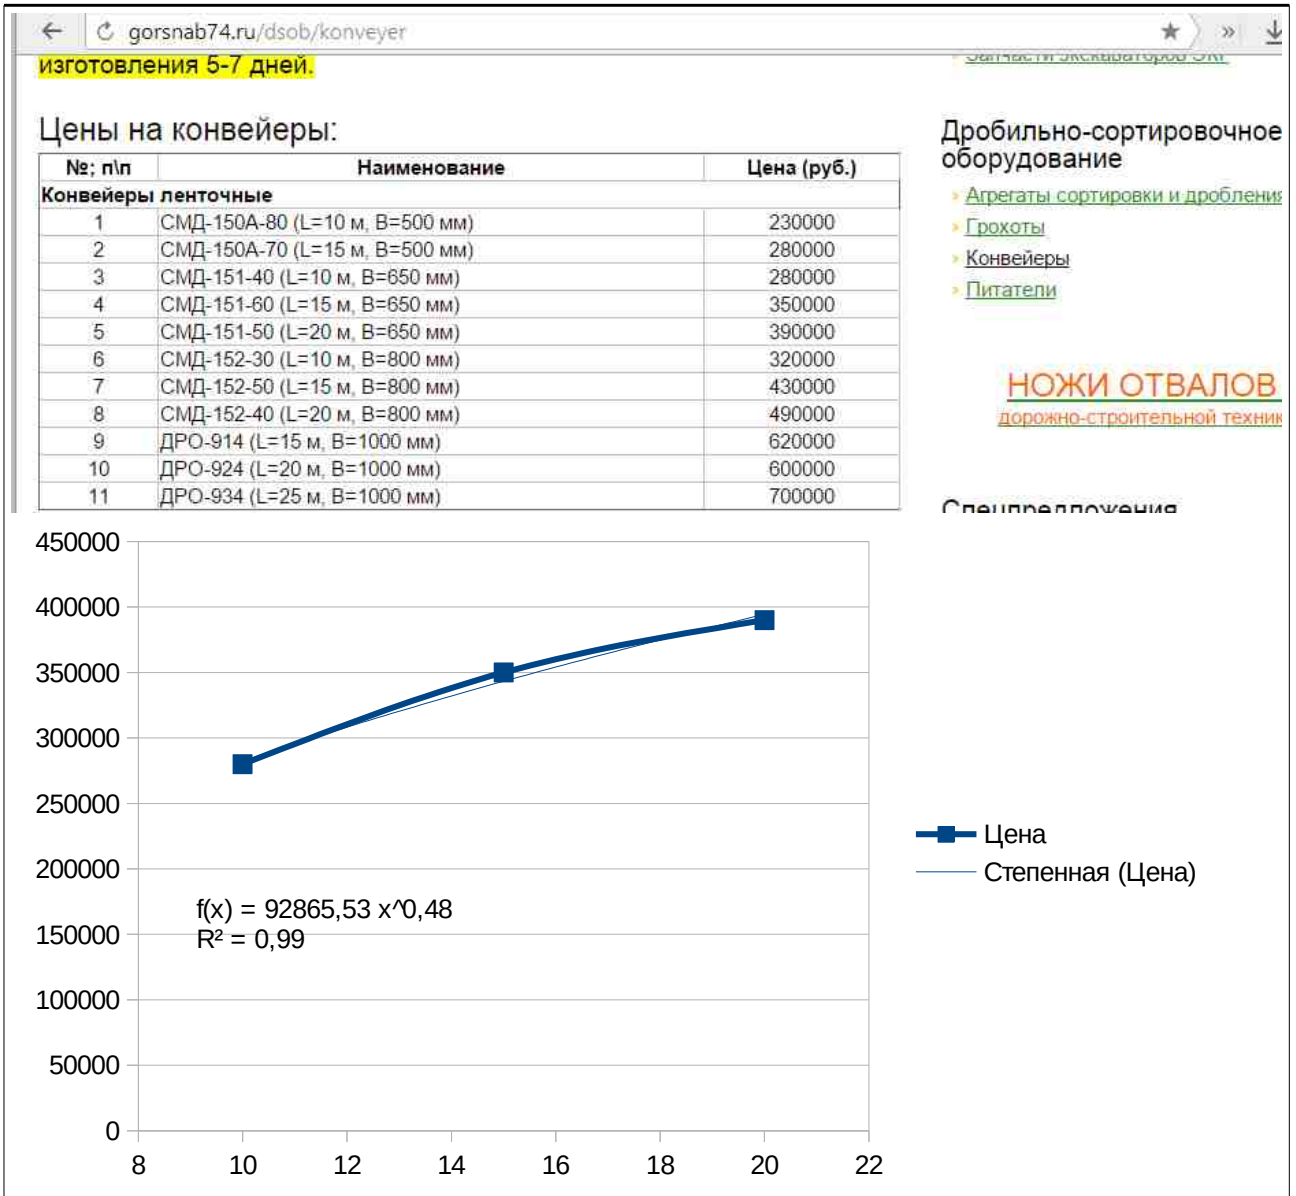 gorsnab74.ru/dsob/konveyer
изготовления 5-7 дней.
Запчасти экскаваторов ЭКГ
Цены на конвейеры:
№; п\п Наименование Цена (руб.)
Конвейеры ленточные
1 СМД-150А-80 (L=10 м, B=500 мм) 230000
2 СМД-150А-70 (L=15 м, B=500 мм) 280000
3 СМД-151-40 (L=10 м, B=650 мм) 280000
4 СМД-151-60 (L=15 м, B=650 мм) 350000
5 СМД-151-50 (L=20 м, B=650 мм) 390000
6 СМД-152-30 (L=10 м, B=800 мм) 320000
7 СМД-152-50 (L=15 м, B=800 мм) 430000
8 СМД-152-40 (L=20 м, B=800 мм) 490000
9 ДРО-914 (L=15 м, B=1000 мм) 620000
10 ДРО-924 (L=20 м, B=1000 мм) 600000
11 ДРО-934 (L=25 м, B=1000 мм) 700000
Дробильно-сортировочное
оборудование
Агрегаты сортировки и дробления
Грохоты
Конвейеры
Питатели
НОЖИ ОТВАЛОВ
дорожно-строительной техник
Спецпредложения
450000
400000
350000
300000
250000
200000
150000
100000
50000
0
f(x) = 92865,53 x^0,48
R² = 0,99
Цена
Степенная (Цена)
8 10 12 14 16 18 20 22